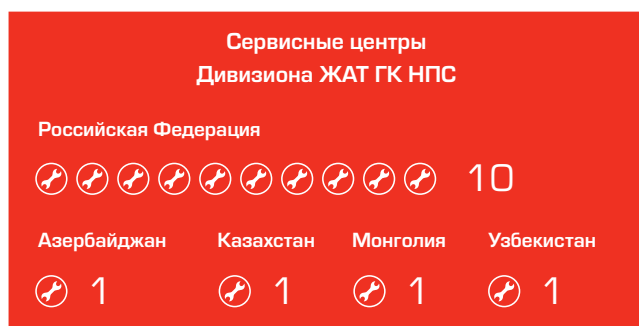 Сервисные центры
Дивизиона ЖАТ ГК НПС
Российская Федерация
10
Азербайджан Казахстан Монголия Узбекистан
1 1 1 1